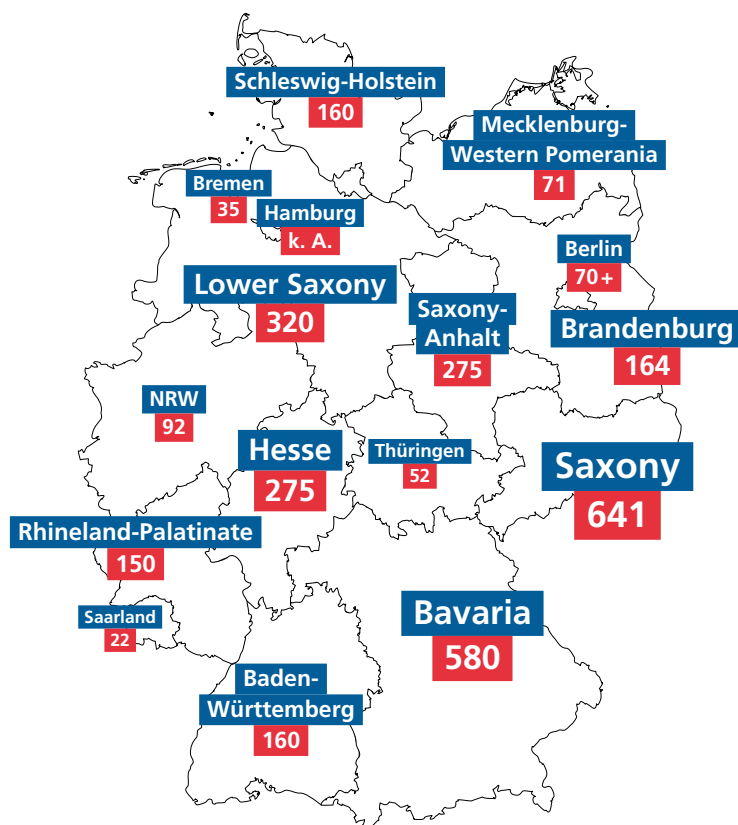 Schleswig-Holstein
160
Mecklenburg-
Western Pomerania
71
Bremen
35
Hamburg
k. A.
Berlin
70+
Lower Saxony
320
Saxony-
Anhalt
275
Brandenburg
164
NRW
92
Hesse
275
Thüringen
52
Saxony
641
Rhineland-Palatinate
150
Saarland
22
Bavaria
580
Baden-
Württemberg
160